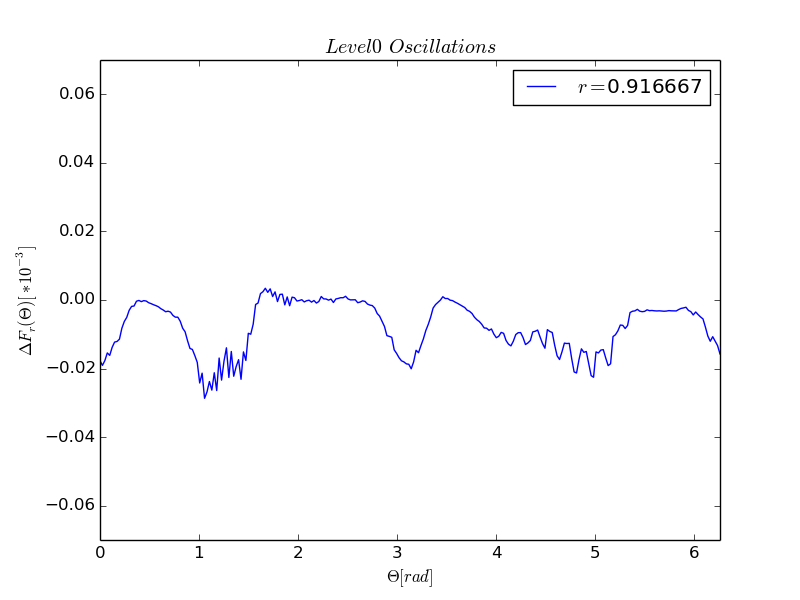 Level0 Oscillations
r=0.916667
0.06
0.04
0.02
0.00
−0.02
−0.04
−0.06
ΔF_r(Θ)[*10^{-3}]
0 1 2 3 4 5 6
Θ[rad]